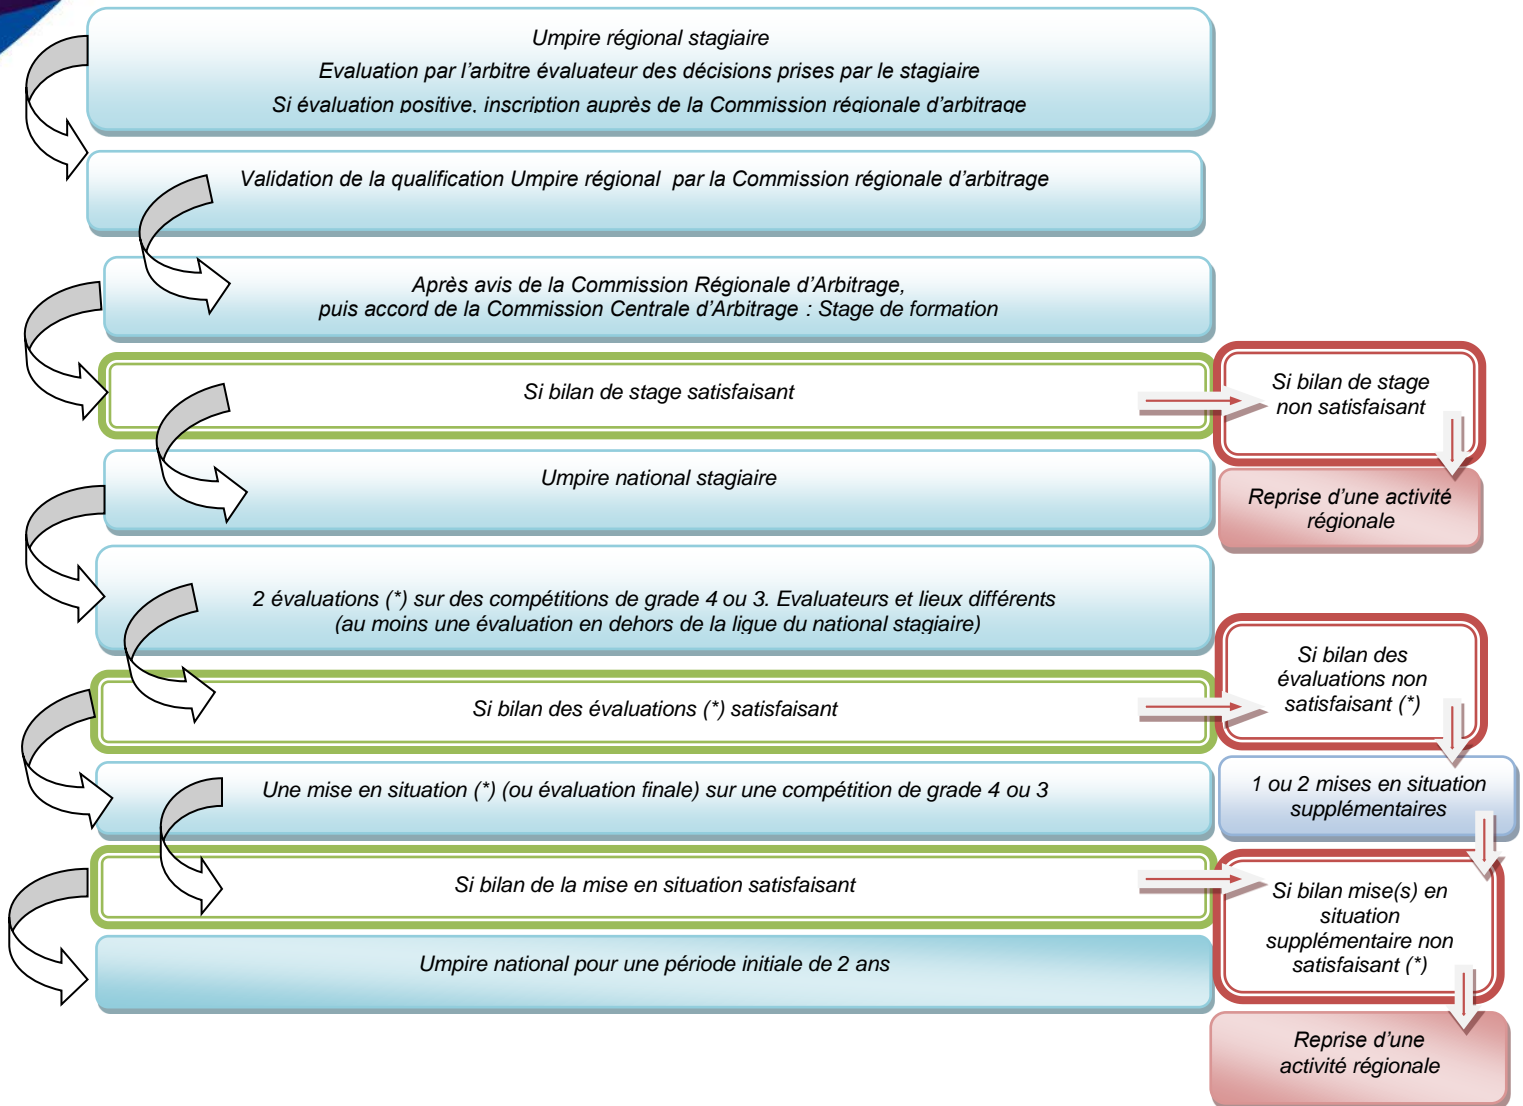 Umpire régional stagiaire
Evaluation par l'arbitre évaluateur des décisions prises par le stagiaire
Si évaluation positive, inscription auprès de la Commission régionale d'arbitrage
Validation de la qualification Umpire régional par la Commission régionale d'arbitrage
Après avis de la Commission Régionale d'Arbitrage,
puis accord de la Commission Centrale d'Arbitrage : Stage de formation
Si bilan de stage satisfaisant
Si bilan de stage
non satisfaisant
Umpire national stagiaire
Reprise d'une activité
régionale
2 évaluations (*) sur des compétitions de grade 4 ou 3. Evaluateurs et lieux différents
(au moins une évaluation en dehors de la ligue du national stagiaire)
Si bilan des évaluations (*) satisfaisant
Si bilan des
évaluations non
satisfaisant (*)
Une mise en situation (*) (ou évaluation finale) sur une compétition de grade 4 ou 3
1 ou 2 mises en situation
supplémentaires
Si bilan de la mise en situation satisfaisant
Si bilan mise(s) en
situation
supplémentaire non
satisfaisant (*)
Umpire national pour une période initiale de 2 ans
Reprise d'une
activité régionale